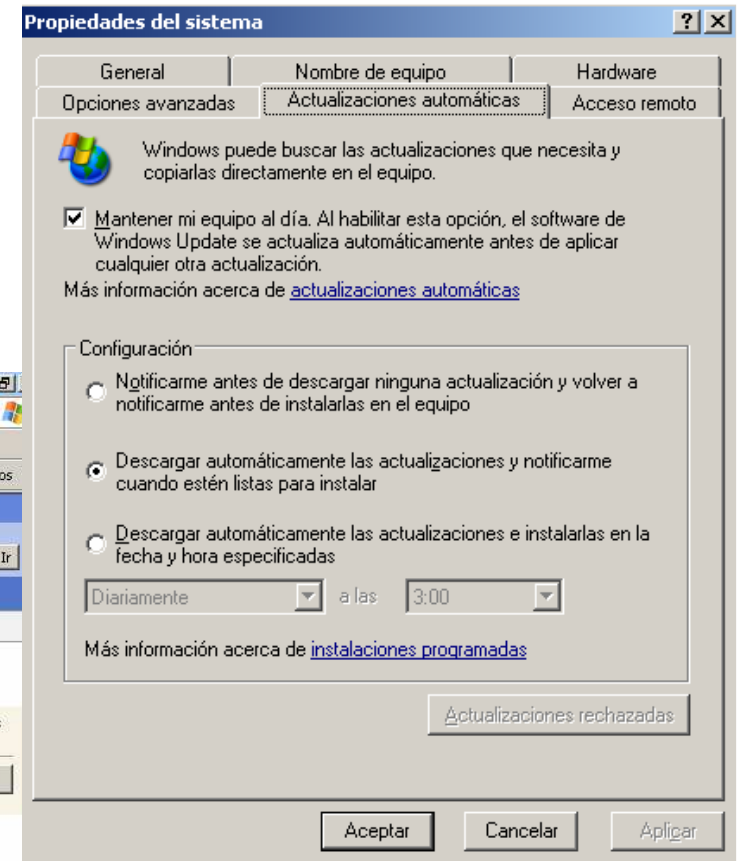 Propiedades del sistema
General
Nombre de equipo
Hardware
Opciones avanzadas
Actualizaciones automáticas
Acceso remoto
Windows puede buscar las actualizaciones que necesita y
copiarlas directamente en el equipo.
Mantener mi equipo al día. Al habilitar esta opción, el software de
Windows Update se actualiza automáticamente antes de aplicar
cualquier otra actualización.
Más información acerca de actualizaciones automáticas
Configuración
Notificarme antes de descargar ninguna actualización y volver a
notificarme antes de instalarlas en el equipo
Descargar automáticamente las actualizaciones y notificarme
cuando estén listas para instalar
Descargar automáticamente las actualizaciones e instalarlas en la
fecha y hora especificadas
Diariamente a las 3:00
Más información acerca de instalaciones programadas
Actualizaciones rechazadas
Aceptar
Cancelar
Aplicar
os
Ir